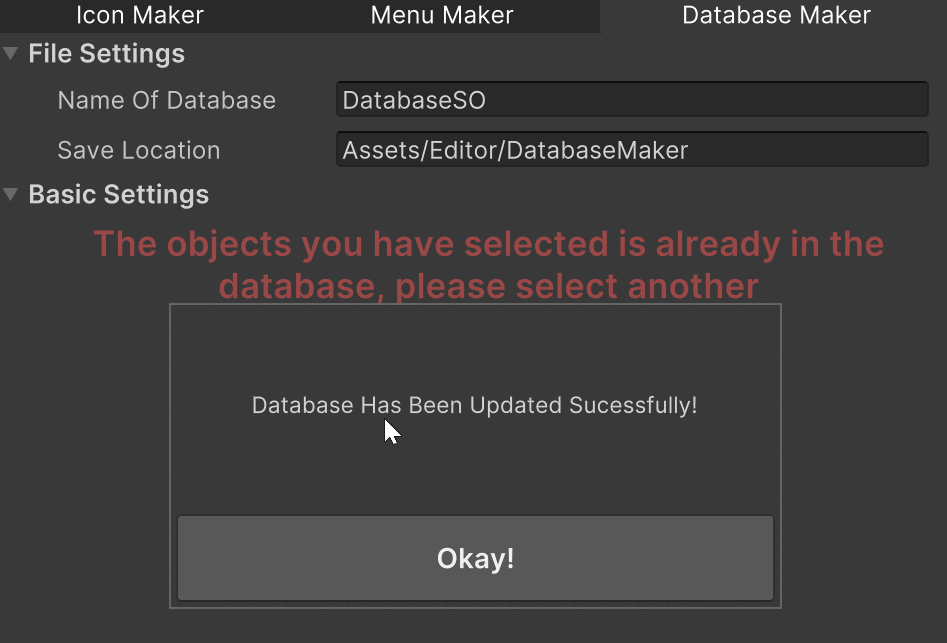 Icon Maker
Menu Maker
Database Maker
File Settings
Name Of Database
DatabaseSO
Save Location
Assets/Editor/DatabaseMaker
Basic Settings
The objects you have selected is already in the
database, please select another
Database Has Been Updated Sucessfully!
Okay!